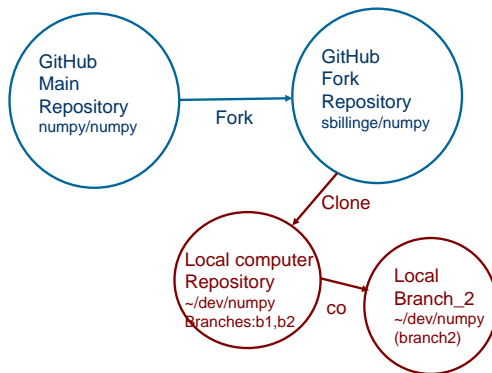 GitHub
Main
Repository
numpy/numpy
Fork
GitHub
Fork
Repository
sbillinge/numpy
Clone
Local computer
Repository
~/dev/numpy
Branches:b1,b2
co
Local
Branch_2
~/dev/numpy
(branch2)